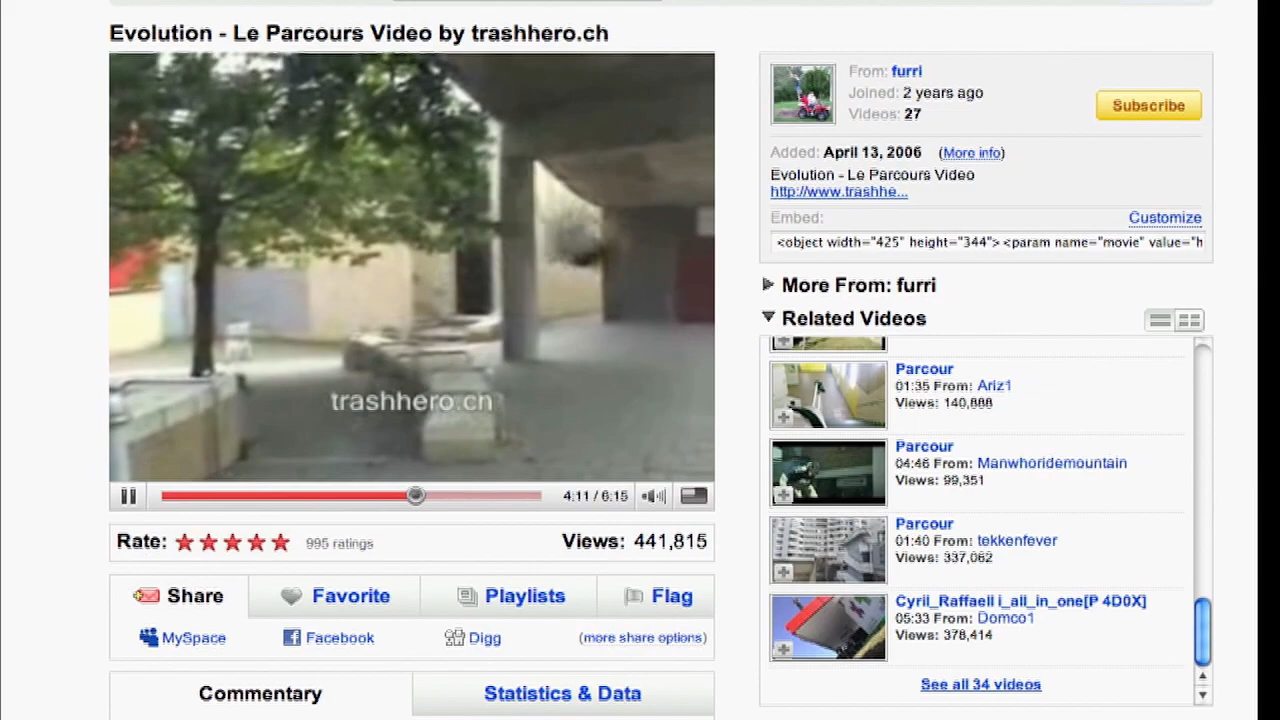 Evolution - Le Parcours Video by trashhero.ch
trashhero.cn
4:11 / 6:15
Rate:
995 ratings
Views: 441,815
Share
Favorite
Playlists
Flag
MySpace
Facebook
Digg
(more share options)
Commentary
Statistics & Data
From: furri
Joined: 2 years ago
Videos: 27
Subscribe
Added: April 13, 2006 (More info)
Evolution - Le Parcours Video
http://www.trashhe...
Embed:
Customize
<object width="425" height="344"> <param name="movie" value="h
More From: furri
Related Videos
Parcour
01:35 From: Ariz1
Views: 140,888
Parcour
04:46 From: Manwhoridemountain
Views: 99,351
Parcour
01:40 From: tekkenfever
Views: 337,062
Cyril_Raffaell i_all_in_one[P 4D0X]
05:33 From: Domco1
Views: 378,414
See all 34 videos